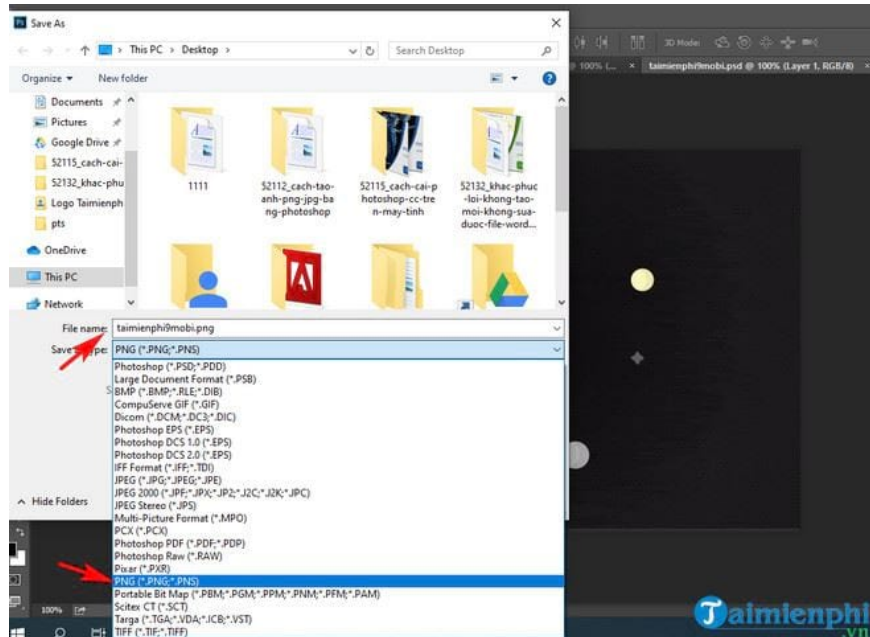 Save As
This PC > Desktop >
Search Desktop
3D Mode:
Organize
New folder
@ 100% (...
taimienphi9mobi.psd @ 100% (Layer 1, RGB/8)
Documents
Pictures
Google Drive
52115_cach-cai-
52132_khac-phu
Logo Taimienph
pts
OneDrive
This PC
Network
1111
52112_cach-tao-
anh-png-jpg-ba
ng-photoshop
52115_cach-cai-p
hotoshop-cc-tre
n-may-tinh
52132_khac-phuc
-loi-khong-tao-
moi-khong-sua-
duoc-file-word...
File name: taimienphi9mobi.png
Save as type: PNG (*.PNG;*.PNS)
Photoshop (*.PSD;*.PDD)
Large Document Format (*.PSB)
BMP (*.BMP;*.RLE;*.DIB)
CompuServe GIF (*.GIF)
Dicom (*.DCM;*.DC3;*.DIC)
Photoshop EPS (*.EPS)
Photoshop DCS 1.0 (*.EPS)
Photoshop DCS 2.0 (*.EPS)
IFF Format (*.IFF;*.TDI)
JPEG (*.JPG;*.JPEG;*.JPE)
JPEG 2000 (*.JPF;*.JPX;*.JP2;*.J2C;*.J2K;*.JPC)
JPEG Stereo (*.JPS)
Multi-Picture Format (*.MPO)
PCX (*.PCX)
Photoshop PDF (*.PDF;*.PDP)
Photoshop Raw (*.RAW)
Pixar (*.PXR)
PNG (*.PNG;*.PNS)
Portable Bit Map (*.PBM;*.PGM;*.PPM;*.PNM;*.PFM;*.PAM)
Scitex CT (*.SCT)
Targa (*.TGA;*.VDA;*.ICB;*.VST)
TIFF (*.TIF;*.TIFF)
Hide Folders
100%
Taimienphi
.vn